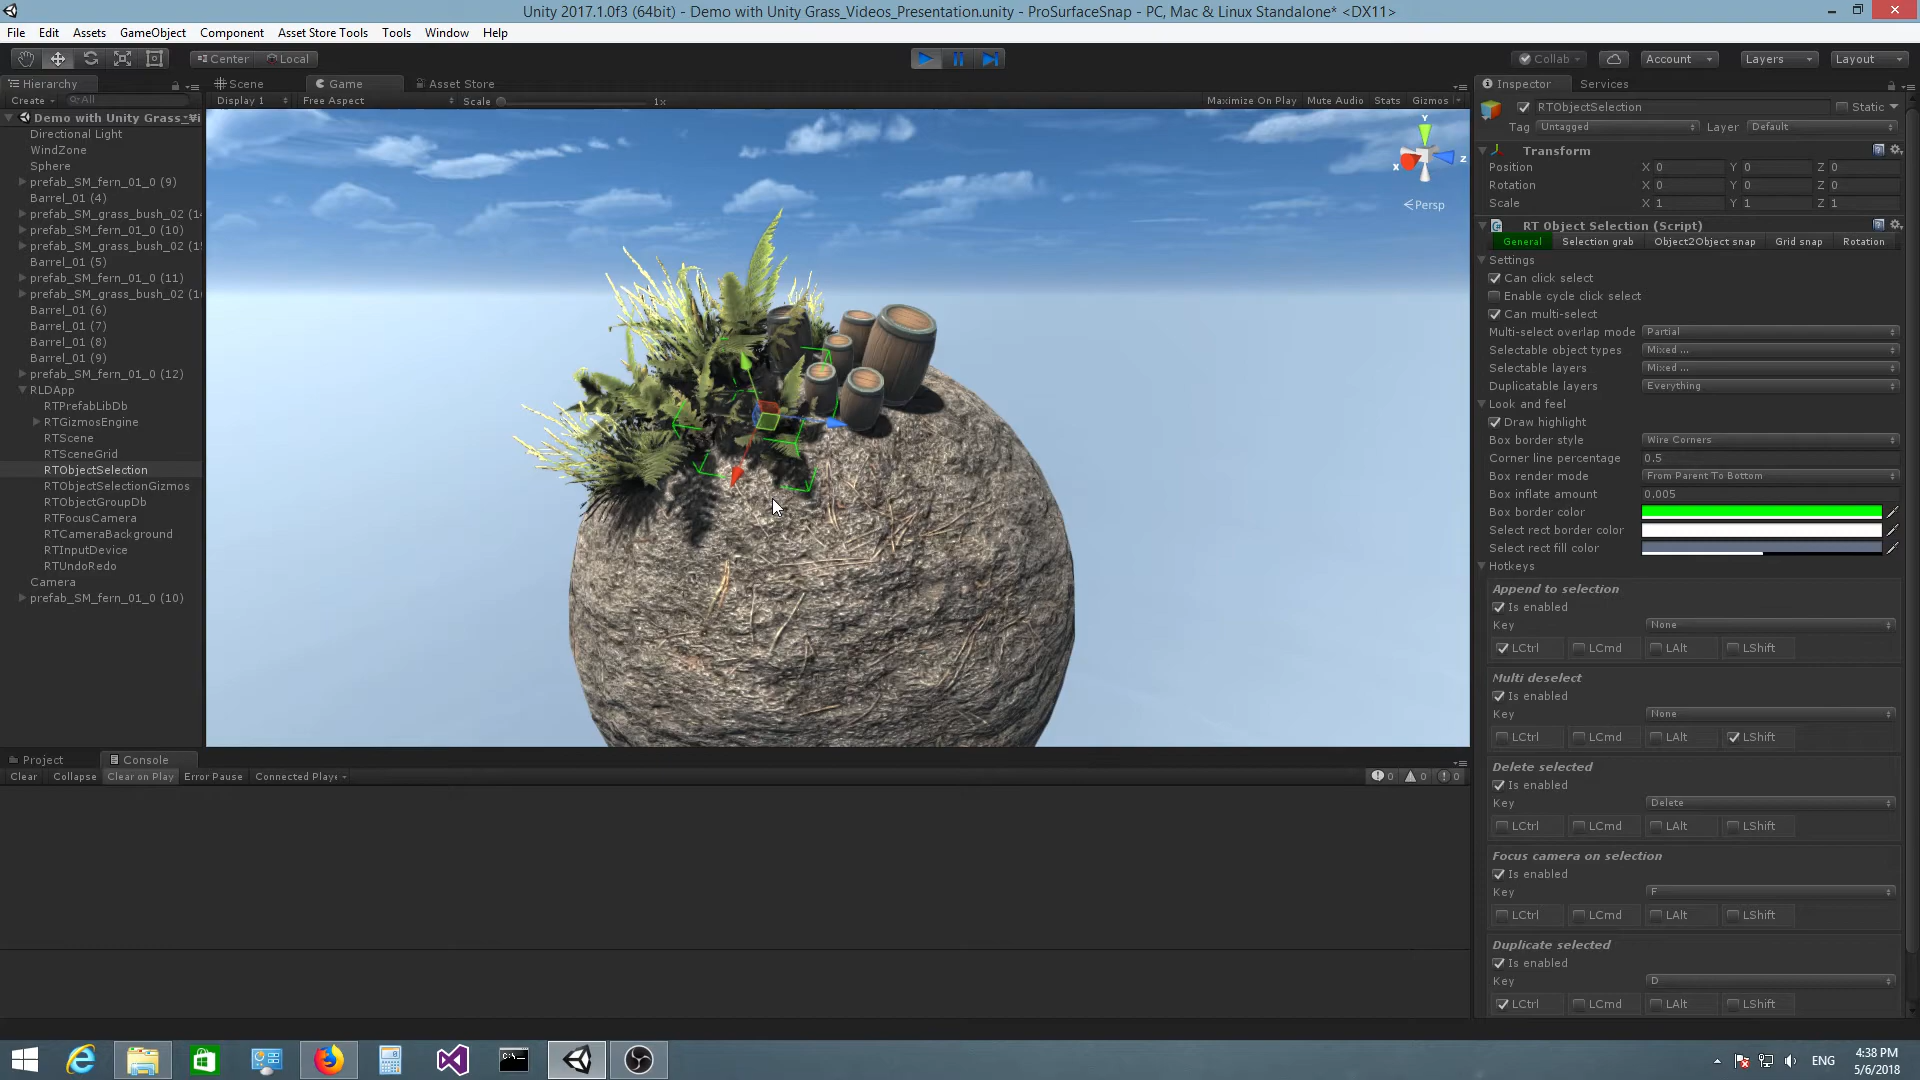 Unity 2017.1.0f3 (64bit) - Demo with Unity Grass_Videos_Presentation.unity - ProSurfaceSnap - PC, Mac & Linux Standalone* <DX11>
File Edit Assets GameObject Component Asset Store Tools Tools Window Help
Center Local Collab Account Layers Layout
Hierarchy Scene Game Asset Store Inspector Services
Create All Display 1 Free Aspect Scale 1x Maximize On Play Mute Audio Stats Gizmos
Demo with Unity Grass_Vi
Directional Light
WindZone
Sphere
prefab_SM_fern_01_0 (9)
Barrel_01 (4)
prefab_SM_grass_bush_02 (14
prefab_SM_fern_01_0 (10)
prefab_SM_grass_bush_02 (1
Barrel_01 (5)
prefab_SM_fern_01_0 (11)
prefab_SM_grass_bush_02 (1
Barrel_01 (6)
Barrel_01 (7)
Barrel_01 (8)
Barrel_01 (9)
prefab_SM_fern_01_0 (12)
RLDApp
RTPrefabLibDb
RTGizmosEngine
RTScene
RTSceneGrid
RTObjectSelection
RTObjectSelectionGizmos
RTObjectGroupDb
RTFocusCamera
RTCameraBackground
RTInputDevice
RTUndoRedo
Camera
prefab_SM_fern_01_0 (10)
Y
x
z
Persp
RTObjectSelection Static
Tag Untagged Layer Default
Transform
Position X 0 Y 0 Z 0
Rotation X 0 Y 0 Z 0
Scale X 1 Y 1 Z 1
RT Object Selection (Script)
General Selection grab Object2Object snap Grid snap Rotation
Settings
Can click select
Enable cycle click select
Can multi-select
Multi-select overlap mode Partial
Selectable object types Mixed ...
Selectable layers Mixed ...
Duplicatable layers Everything
Look and feel
Draw highlight
Box border style Wire Corners
Corner line percentage 0.5
Box render mode From Parent To Bottom
Box inflate amount 0.005
Box border color
Select rect border color
Select rect fill color
Hotkeys
Append to selection
Is enabled
Key None
LCtrl LCmd LAlt LShift
Multi deselect
Is enabled
Key None
LCtrl LCmd LAlt LShift
Delete selected
Is enabled
Key Delete
LCtrl LCmd LAlt LShift
Focus camera on selection
Is enabled
Key F
LCtrl LCmd LAlt LShift
Duplicate selected
Is enabled
Key D
LCtrl LCmd LAlt LShift
Project Console
Clear Collapse Clear on Play Error Pause Connected Playe 0 0 0
ENG
4:38 PM
5/6/2018